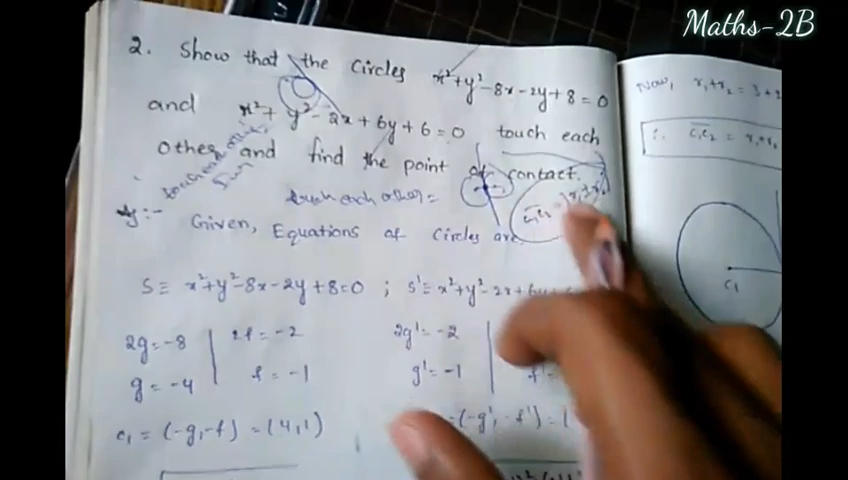 Maths-2B
2. Show that the Circles x²+y²-8x-2y+8=0
and x²+y²-2x+6y+6=0 touch each
other and find the point of contact.
touch each other =
Given, Equations of Circles are
S≡ x²+y²-8x-2y+8=0 ; S'≡ x²+y²-2x+6y+
2g=-8 2f=-2 2g'=-2
g=-4 f=-1 g'=-1 f'=
c₁=(-g,-f)=(4,1) =(-g',-f')=(
Now, r₁+r₂=3+2
∴ C₁C₂ = r₁+r₂
C₁